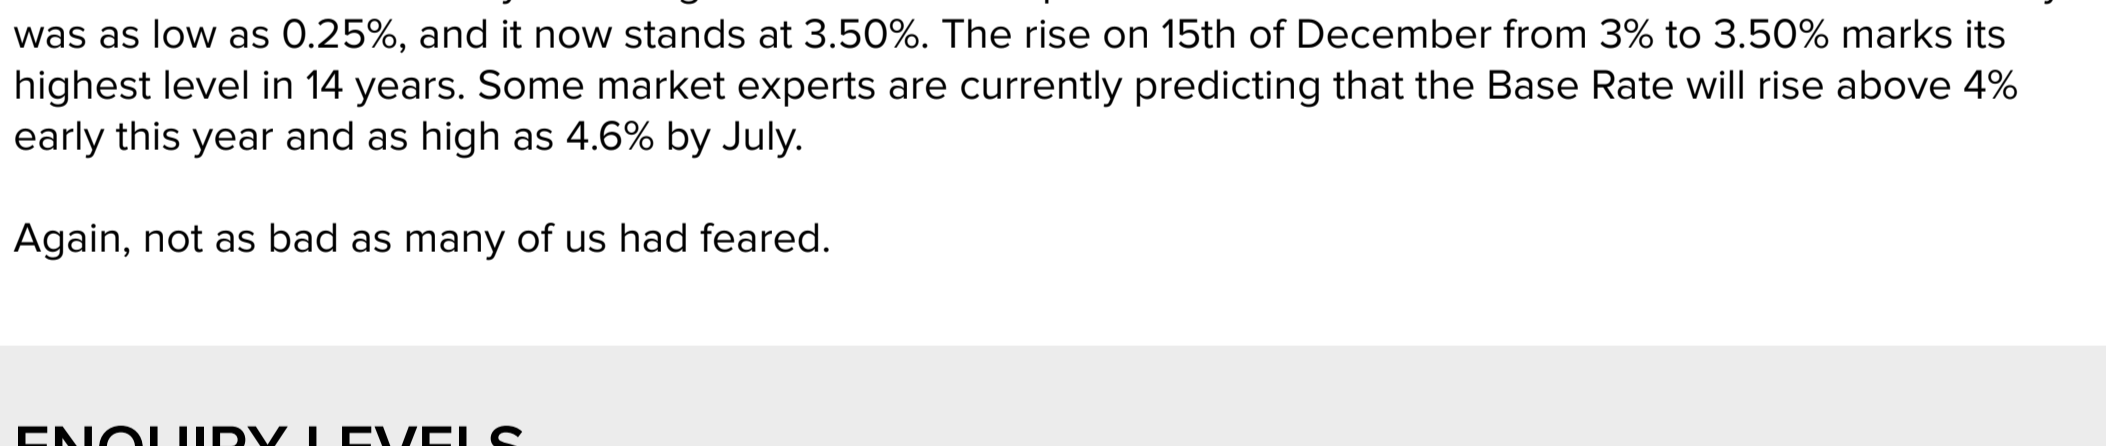 was as low as 0.25%, and it now stands at 3.50%. The rise on 15th of December from 3% to 3.50% marks its
highest level in 14 years. Some market experts are currently predicting that the Base Rate will rise above 4%
early this year and as high as 4.6% by July.
Again, not as bad as many of us had feared.
ENQUIRY LEVELS